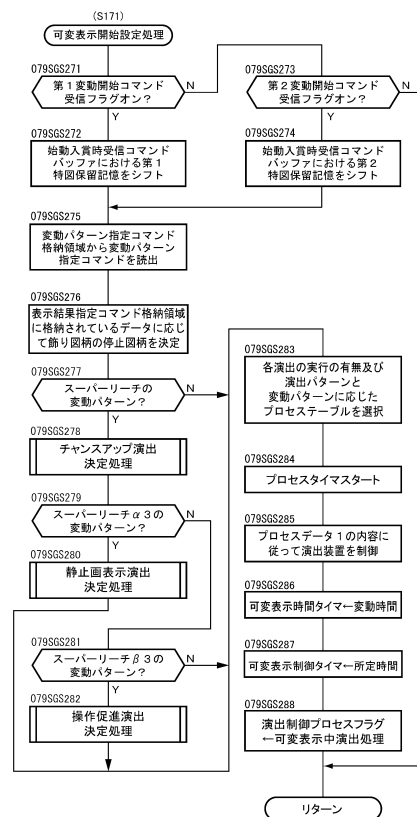 (S171)
可変表示開始設定処理
079SGS271
第１変動開始コマンド
受信フラグオン？
N
Y
079SGS273
第２変動開始コマンド
受信フラグオン？
N
Y
079SGS272
始動入賞時受信コマンド
バッファにおける第１
特図保留記憶をシフト
079SGS274
始動入賞時受信コマンド
バッファにおける第２
特図保留記憶をシフト
079SGS275
変動パターン指定コマンド
格納領域から変動パターン
指定コマンドを読出
079SGS276
表示結果指定コマンド格納領域
に格納されているデータに応じ
て飾り図柄の停止図柄を決定
079SGS277
スーパーリーチの
変動パターン？
N
Y
079SGS278
チャンスアップ演出
決定処理
079SGS279
スーパーリーチα３の
変動パターン？
N
Y
079SGS280
静止画表示演出
決定処理
079SGS281
スーパーリーチβ３の
変動パターン？
N
Y
079SGS282
操作促進演出
決定処理
079SGS283
各演出の実行の有無及び
演出パターンと
変動パターンに応じた
プロセステーブルを選択
079SGS284
プロセスタイマスタート
079SGS285
プロセスデータ１の内容に
従って演出装置を制御
079SGS286
可変表示時間タイマ←変動時間
079SGS287
可変表示制御タイマ←所定時間
079SGS288
演出制御プロセスフラグ
←可変表示中演出処理
リターン